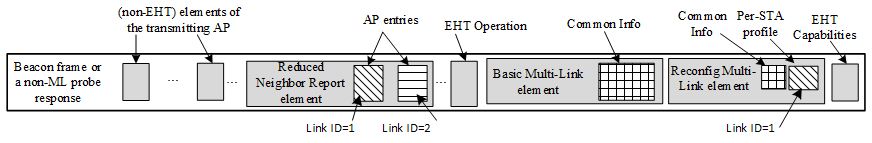 (non-EHT) elements of
the transmitting AP
AP entries
EHT Operation
Common Info
Common
Info
Per-STA
profile
EHT
Capabilities
Beacon frame or
a non-ML probe
response
...
...
...
Reduced
Neighbor Report
element
...
Basic Multi-Link
element
Reconfig Multi-
Link element
Link ID=1
Link ID=2
Link ID=1